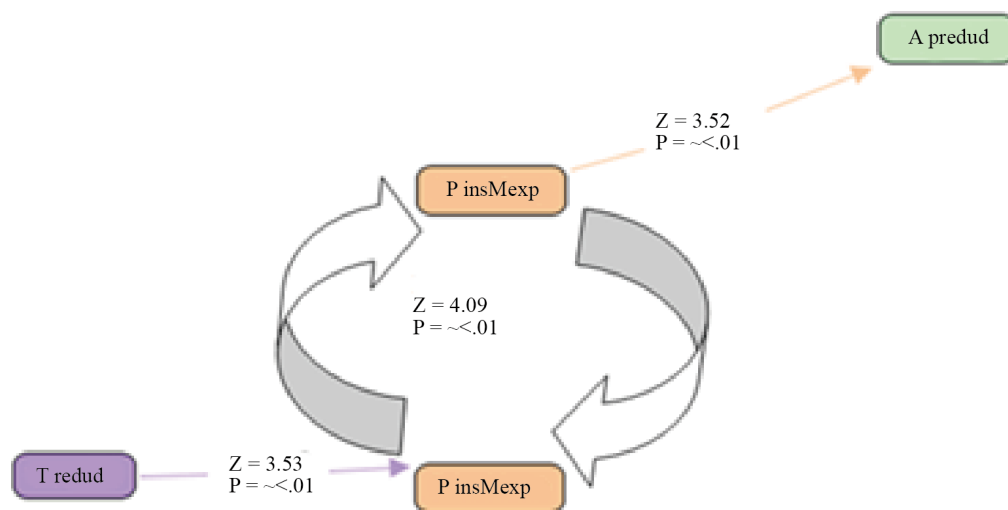 A predud
Z = 3.52
P = ~<.01
P insMexp
Z = 4.09
P = ~<.01
T redud
Z = 3.53
P = ~<.01
P insMexp